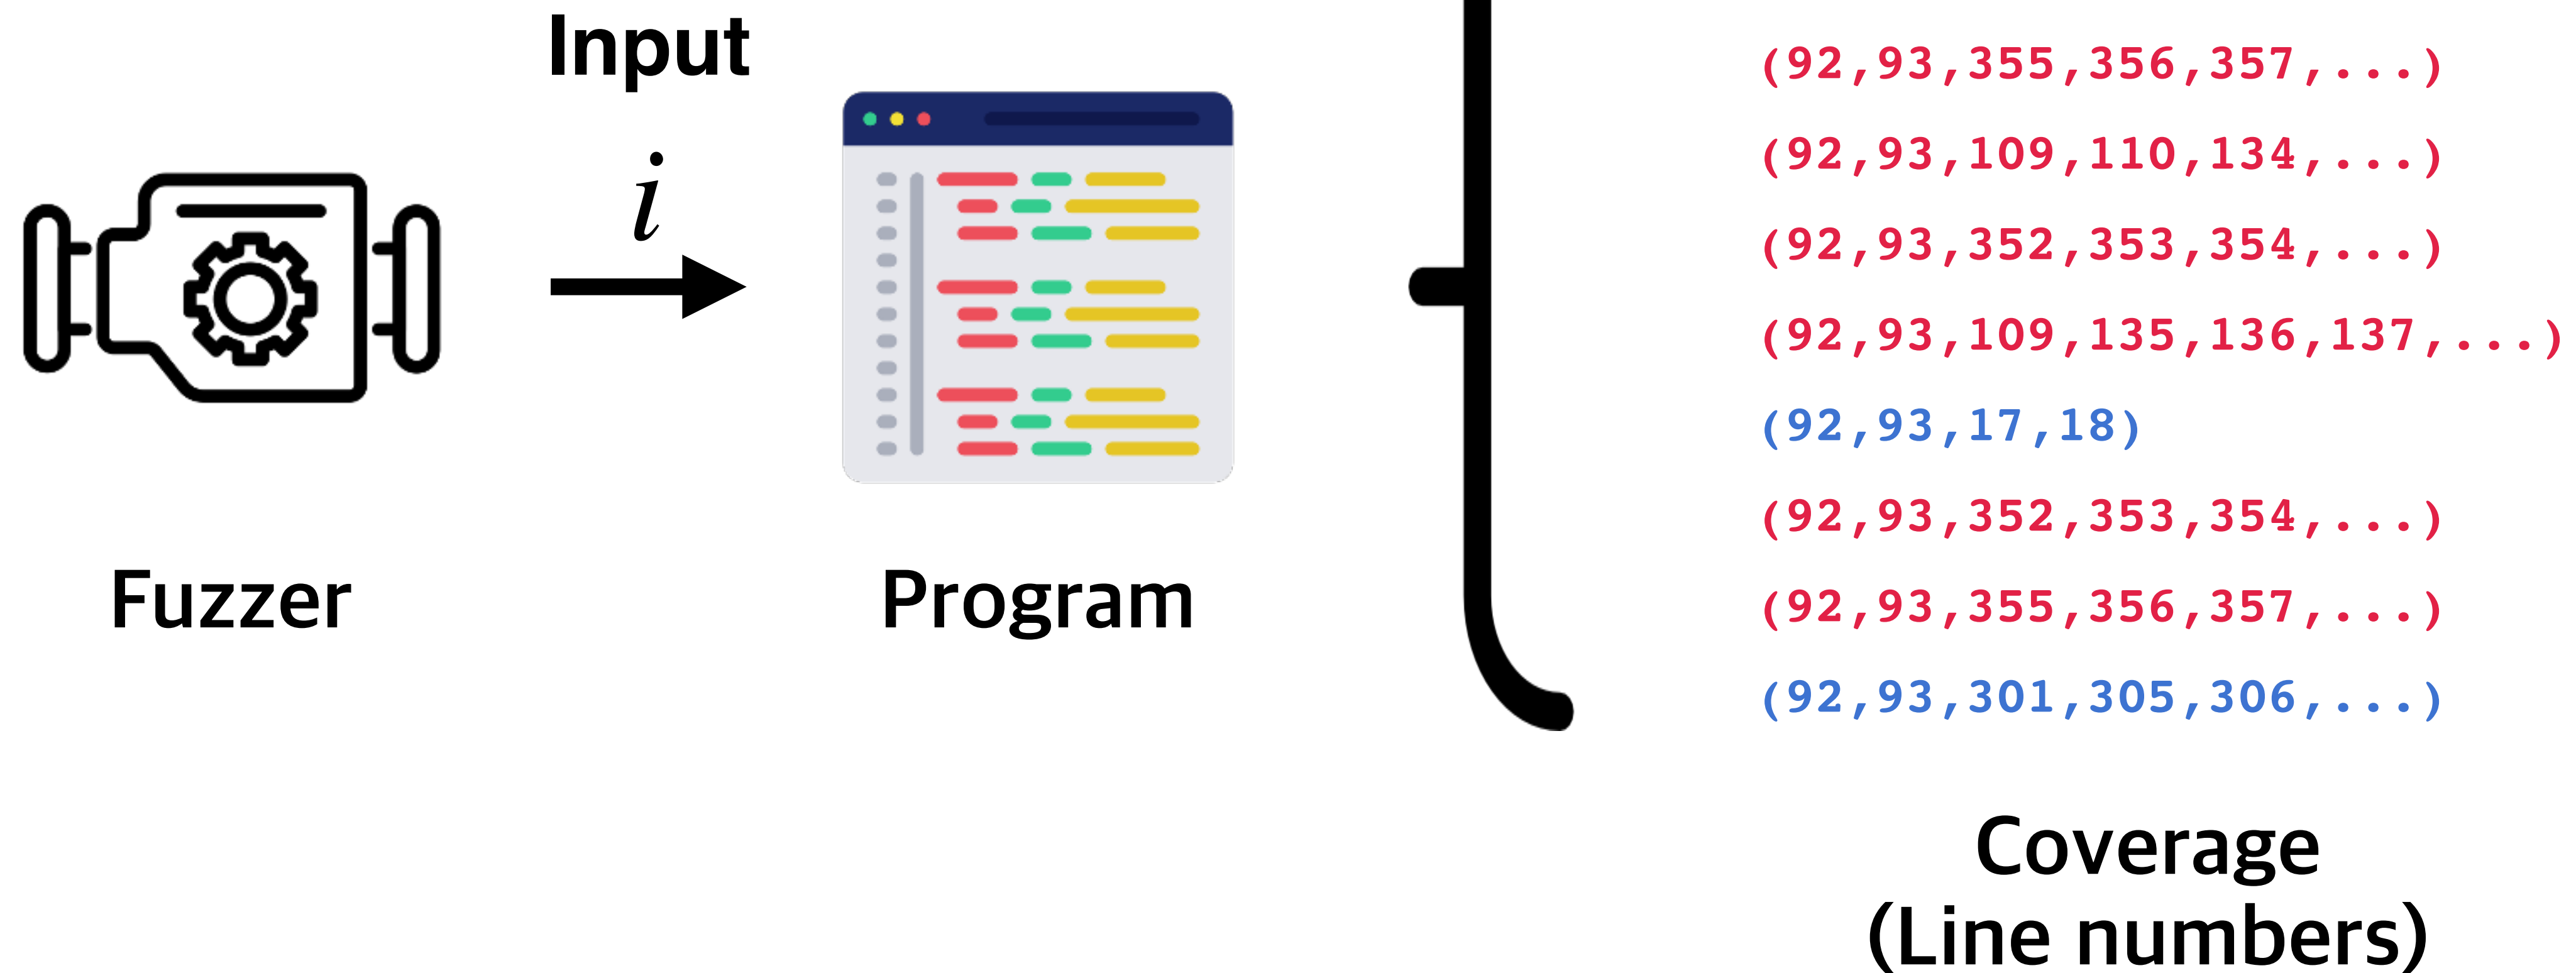 Input
i
Fuzzer
Program
(92,93,355,356,357,...)
(92,93,109,110,134,...)
(92,93,352,353,354,...)
(92,93,109,135,136,137,...)
(92,93,17,18)
(92,93,352,353,354,...)
(92,93,355,356,357,...)
(92,93,301,305,306,...)
Coverage
(Line numbers)